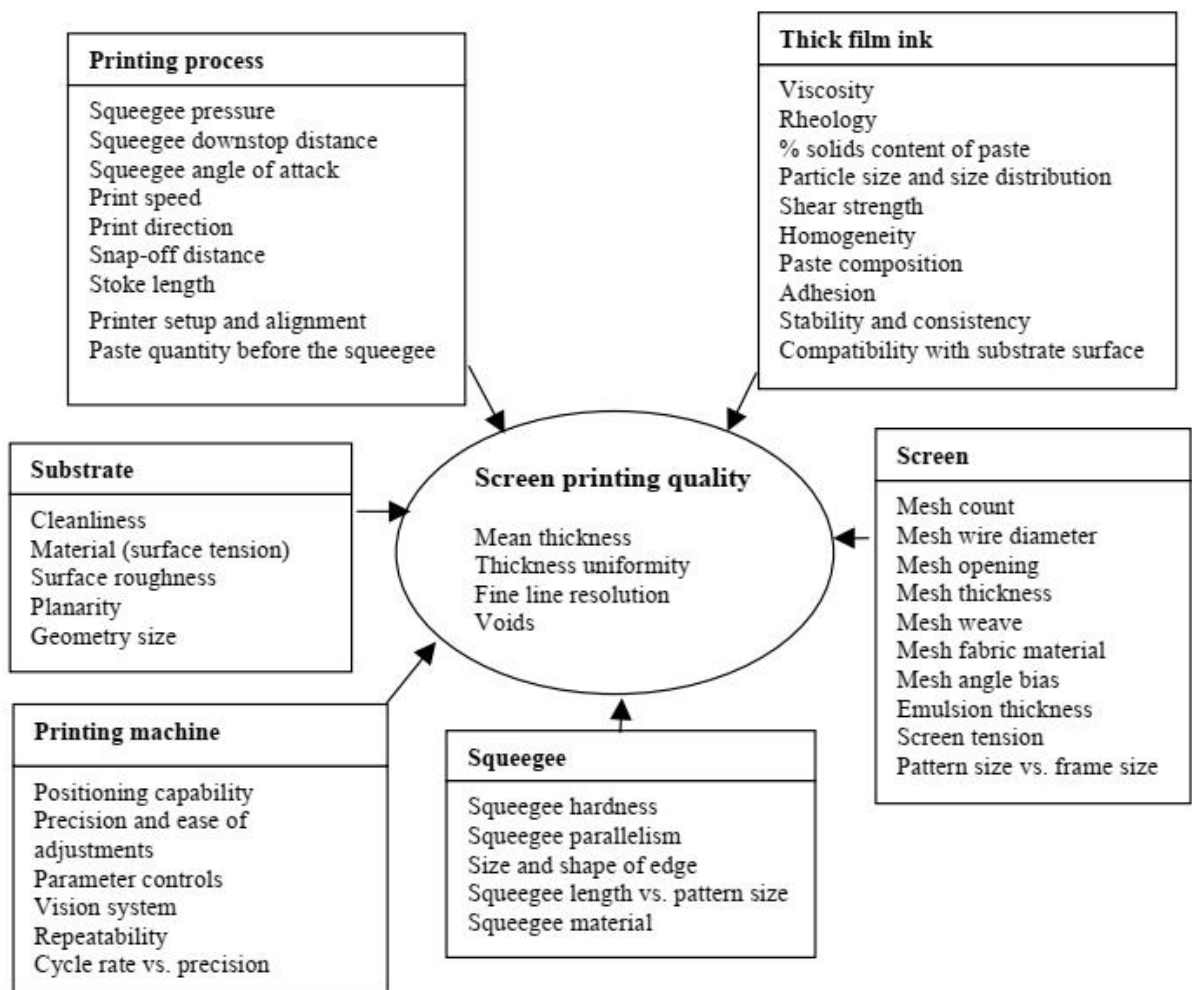 Printing process
Squeegee pressure
Squeegee downstop distance
Squeegee angle of attack
Print speed
Print direction
Snap-off distance
Stoke length
Printer setup and alignment
Paste quantity before the squeegee
Thick film ink
Viscosity
Rheology
% solids content of paste
Particle size and size distribution
Shear strength
Homogeneity
Paste composition
Adhesion
Stability and consistency
Compatibility with substrate surface
Substrate
Cleanliness
Material (surface tension)
Surface roughness
Planarity
Geometry size
Screen printing quality
Mean thickness
Thickness uniformity
Fine line resolution
Voids
Screen
Mesh count
Mesh wire diameter
Mesh opening
Mesh thickness
Mesh weave
Mesh fabric material
Mesh angle bias
Emulsion thickness
Screen tension
Pattern size vs. frame size
Printing machine
Positioning capability
Precision and ease of
adjustments
Parameter controls
Vision system
Repeatability
Cycle rate vs. precision
Squeegee
Squeegee hardness
Squeegee parallelism
Size and shape of edge
Squeegee length vs. pattern size
Squeegee material